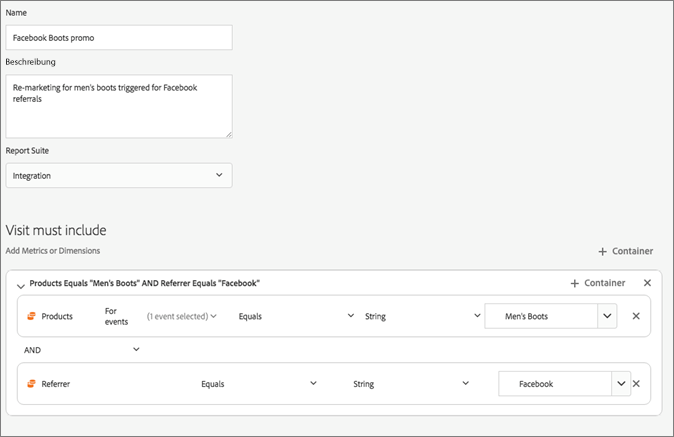 Name
Facebook Boots promo
Beschreibung
Re-marketing for men's boots triggered for Facebook
referrals
Report Suite
Integration
Visit must include
Add Metrics or Dimensions
+ Container
Products Equals "Men's Boots" AND Referrer Equals "Facebook"
+ Container
Products For events (1 event selected) Equals String Men's Boots
AND
Referrer Equals String Facebook